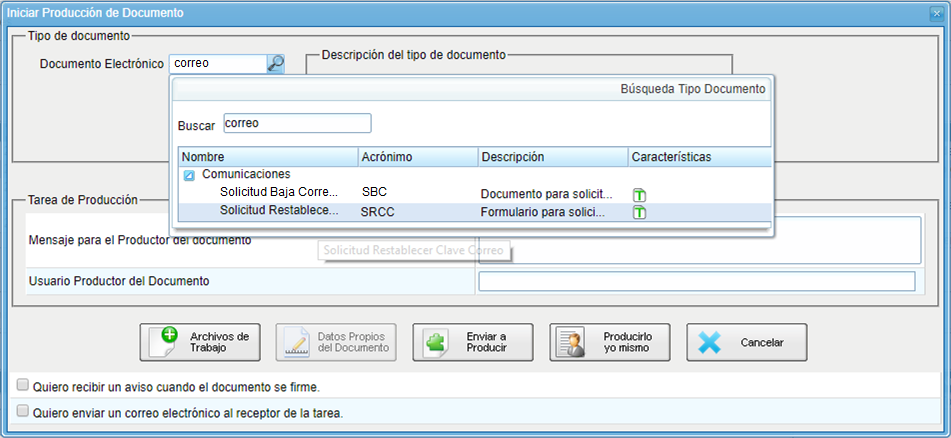 Iniciar Producción de Documento
Tipo de documento
Documento Electrónico correo
Descripción del tipo de documento
Búsqueda Tipo Documento
Buscar correo
Nombre Acrónimo Descripción Características
Comunicaciones
Solicitud Baja Corre... SBC Documento para solicit... T
Solicitud Restablece... SRCC Formulario para solici... T
Tarea de Producción
Mensaje para el Productor del documento
Solicitud Restablecer Clave Correo
Usuario Productor del Documento
Archivos de
Trabajo
Datos Propios
del Documento
Enviar a
Producir
Producirlo
yo mismo
Cancelar
Quiero recibir un aviso cuando el documento se firme.
Quiero enviar un correo electrónico al receptor de la tarea.